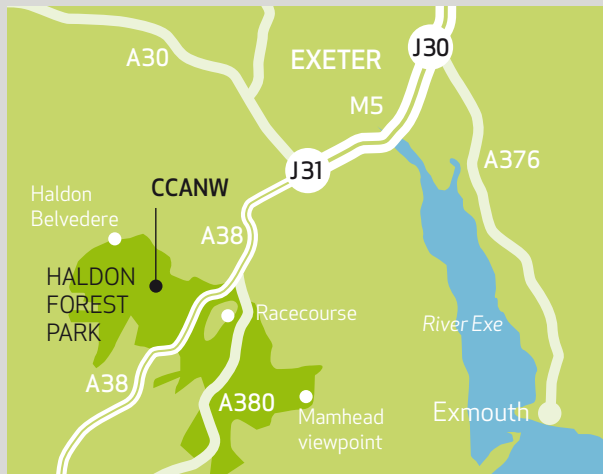 J30
A30
EXETER
M5
A376
J31
Haldon
Belvedere
CCANW
A38
HALDON
FOREST
PARK
Racecourse
River Exe
A38
A380
Mamhead
viewpoint
Exmouth